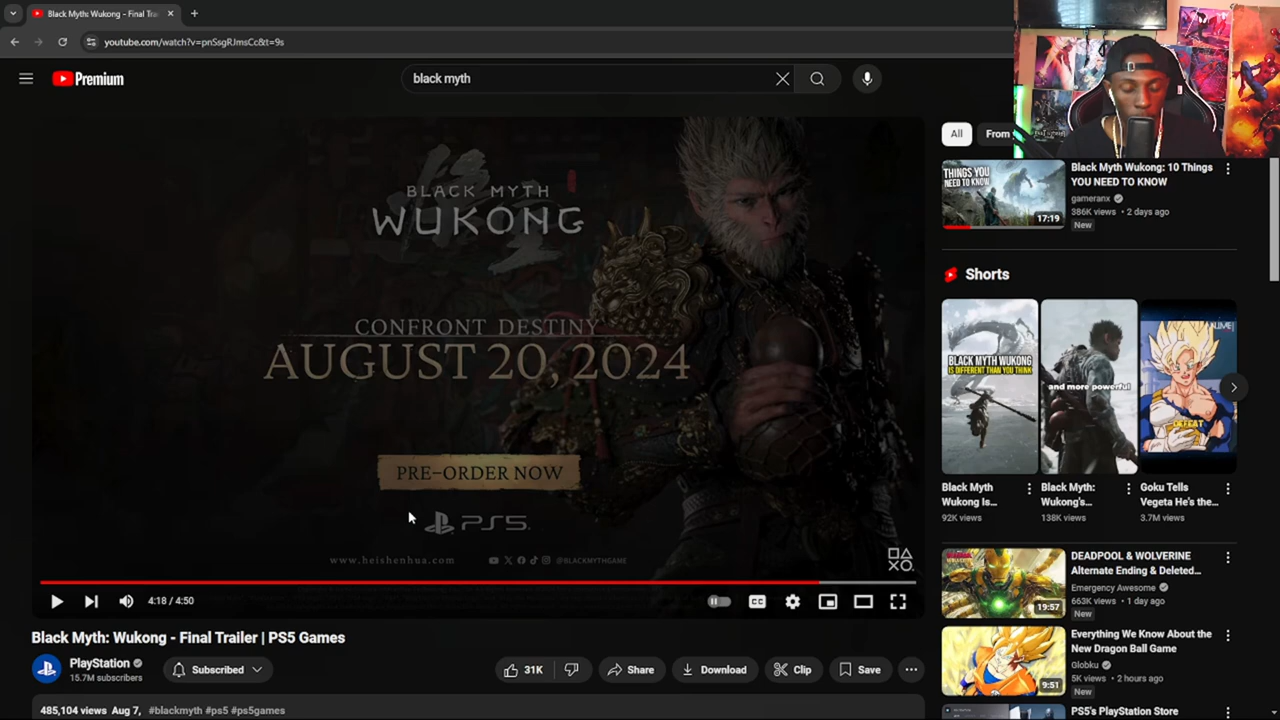 Black Myth: Wukong - Final Trai
youtube.com/watch?v=pnSsgRJmsCc&t=9s
Premium
black myth
BLACK MYTH
WUKONG
CONFRONT DESTINY
AUGUST 20, 2024
PRE-ORDER NOW
PS5
www.heishenhua.com
@BLACKMYTHGAME
4:18 / 4:50
CC
Black Myth: Wukong - Final Trailer | PS5 Games
PlayStation
15.7M subscribers
Subscribed
31K
Share
Download
Clip
Save
485,104 views Aug 7, #blackmyth #ps5 #ps5games
All
From
THINGS YOU
NEED TO KNOW
17:19
Black Myth Wukong: 10 Things
YOU NEED TO KNOW
gameranx
386K views • 2 days ago
New
Shorts
BLACK MYTH WUKONG
IS DIFFERENT THAN YOU THINK
and more powerful
DEFEAT
Black Myth
Wukong Is...
92K views
Black Myth:
Wukong's...
138K views
Goku Tells
Vegeta He's the...
3.7M views
19:57
DEADPOOL & WOLVERINE
Alternate Ending & Deleted...
Emergency Awesome
663K views • 1 day ago
New
9:51
Everything We Know About the
New Dragon Ball Game
Globku
5K views • 2 hours ago
New
PS5's PlayStation Store